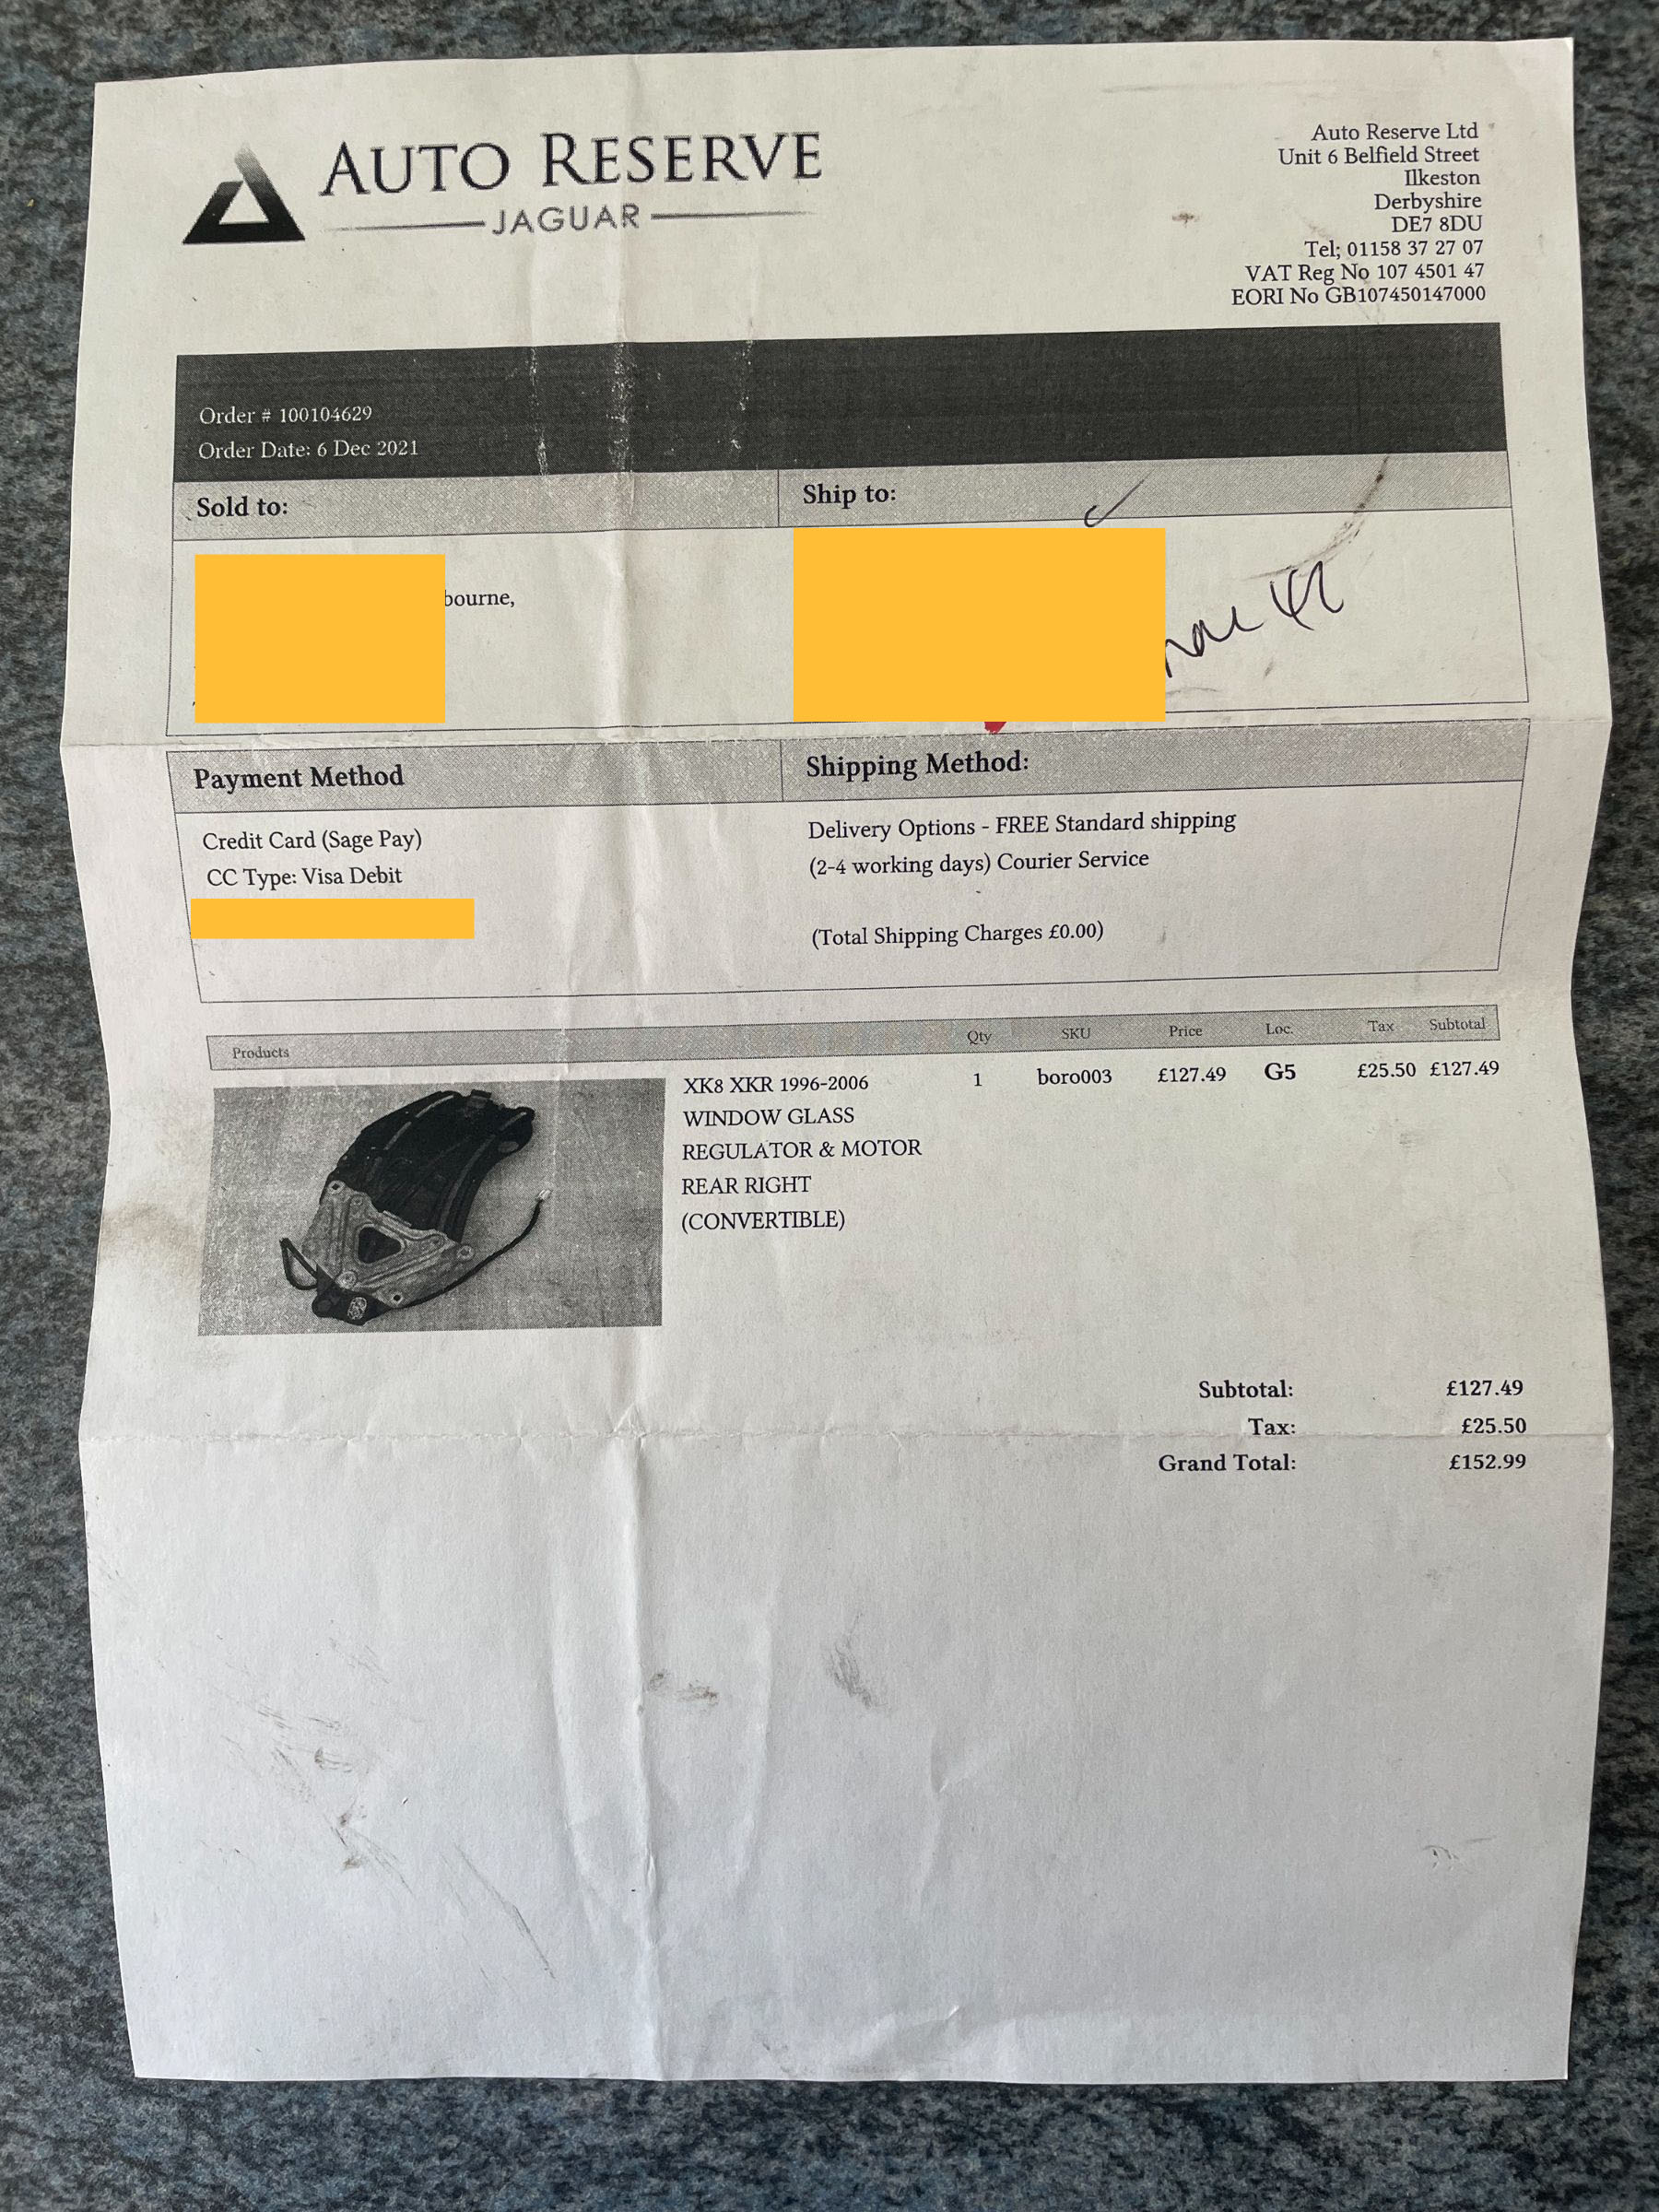 AUTO RESERVE
JAGUAR
Auto Reserve Ltd
Unit 6 Belfield Street
Ilkeston
Derbyshire
DE7 8DU
Tel; 01158 37 27 07
VAT Reg No 107 4501 47
EORI No GB107450147000
Order # 100104629
Order Date: 6 Dec 2021
Sold to:
Ship to:
bourne,
Payment Method
Shipping Method:
Credit Card (Sage Pay)
CC Type: Visa Debit
Delivery Options - FREE Standard shipping
(2-4 working days) Courier Service
(Total Shipping Charges £0.00)
Products Qty SKU Price Loc. Tax Subtotal
XK8 XKR 1996-2006 1 boro003 £127.49 G5 £25.50 £127.49
WINDOW GLASS
REGULATOR & MOTOR
REAR RIGHT
(CONVERTIBLE)
Subtotal: £127.49
Tax: £25.50
Grand Total: £152.99